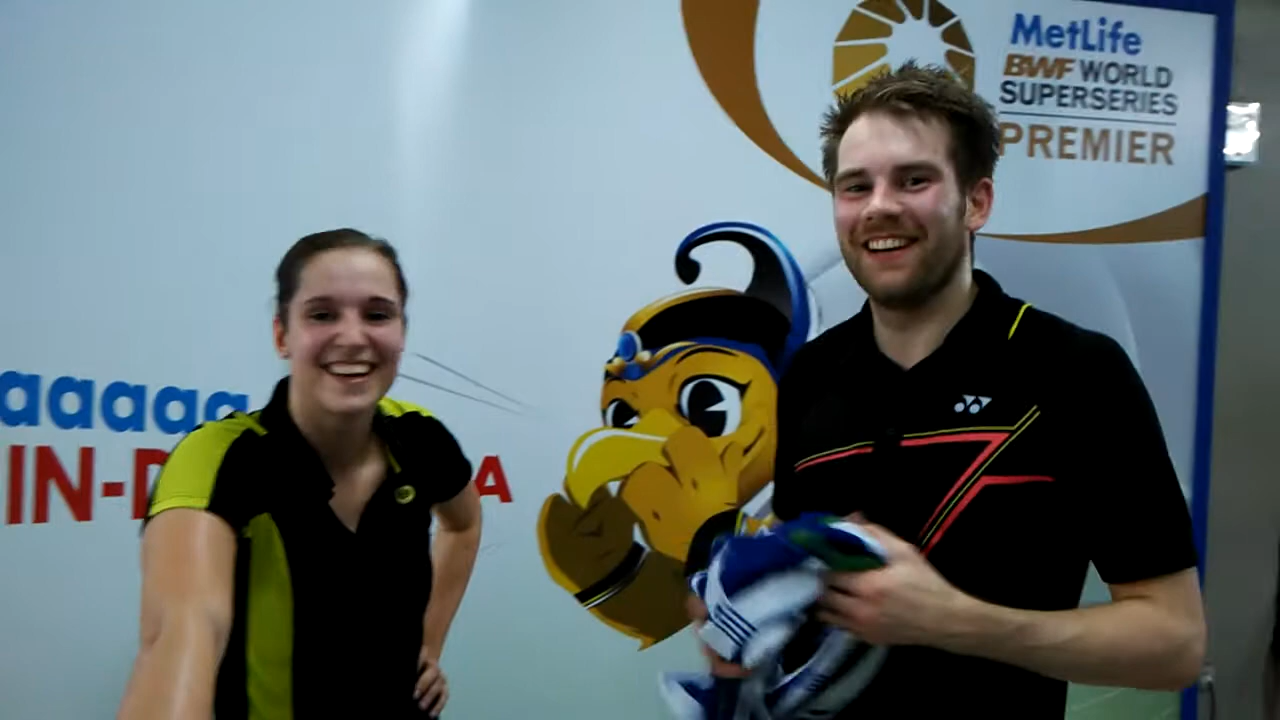 MetLife
BWF WORLD
SUPERSERIES
PREMIER
aaaaa
IN-D
A